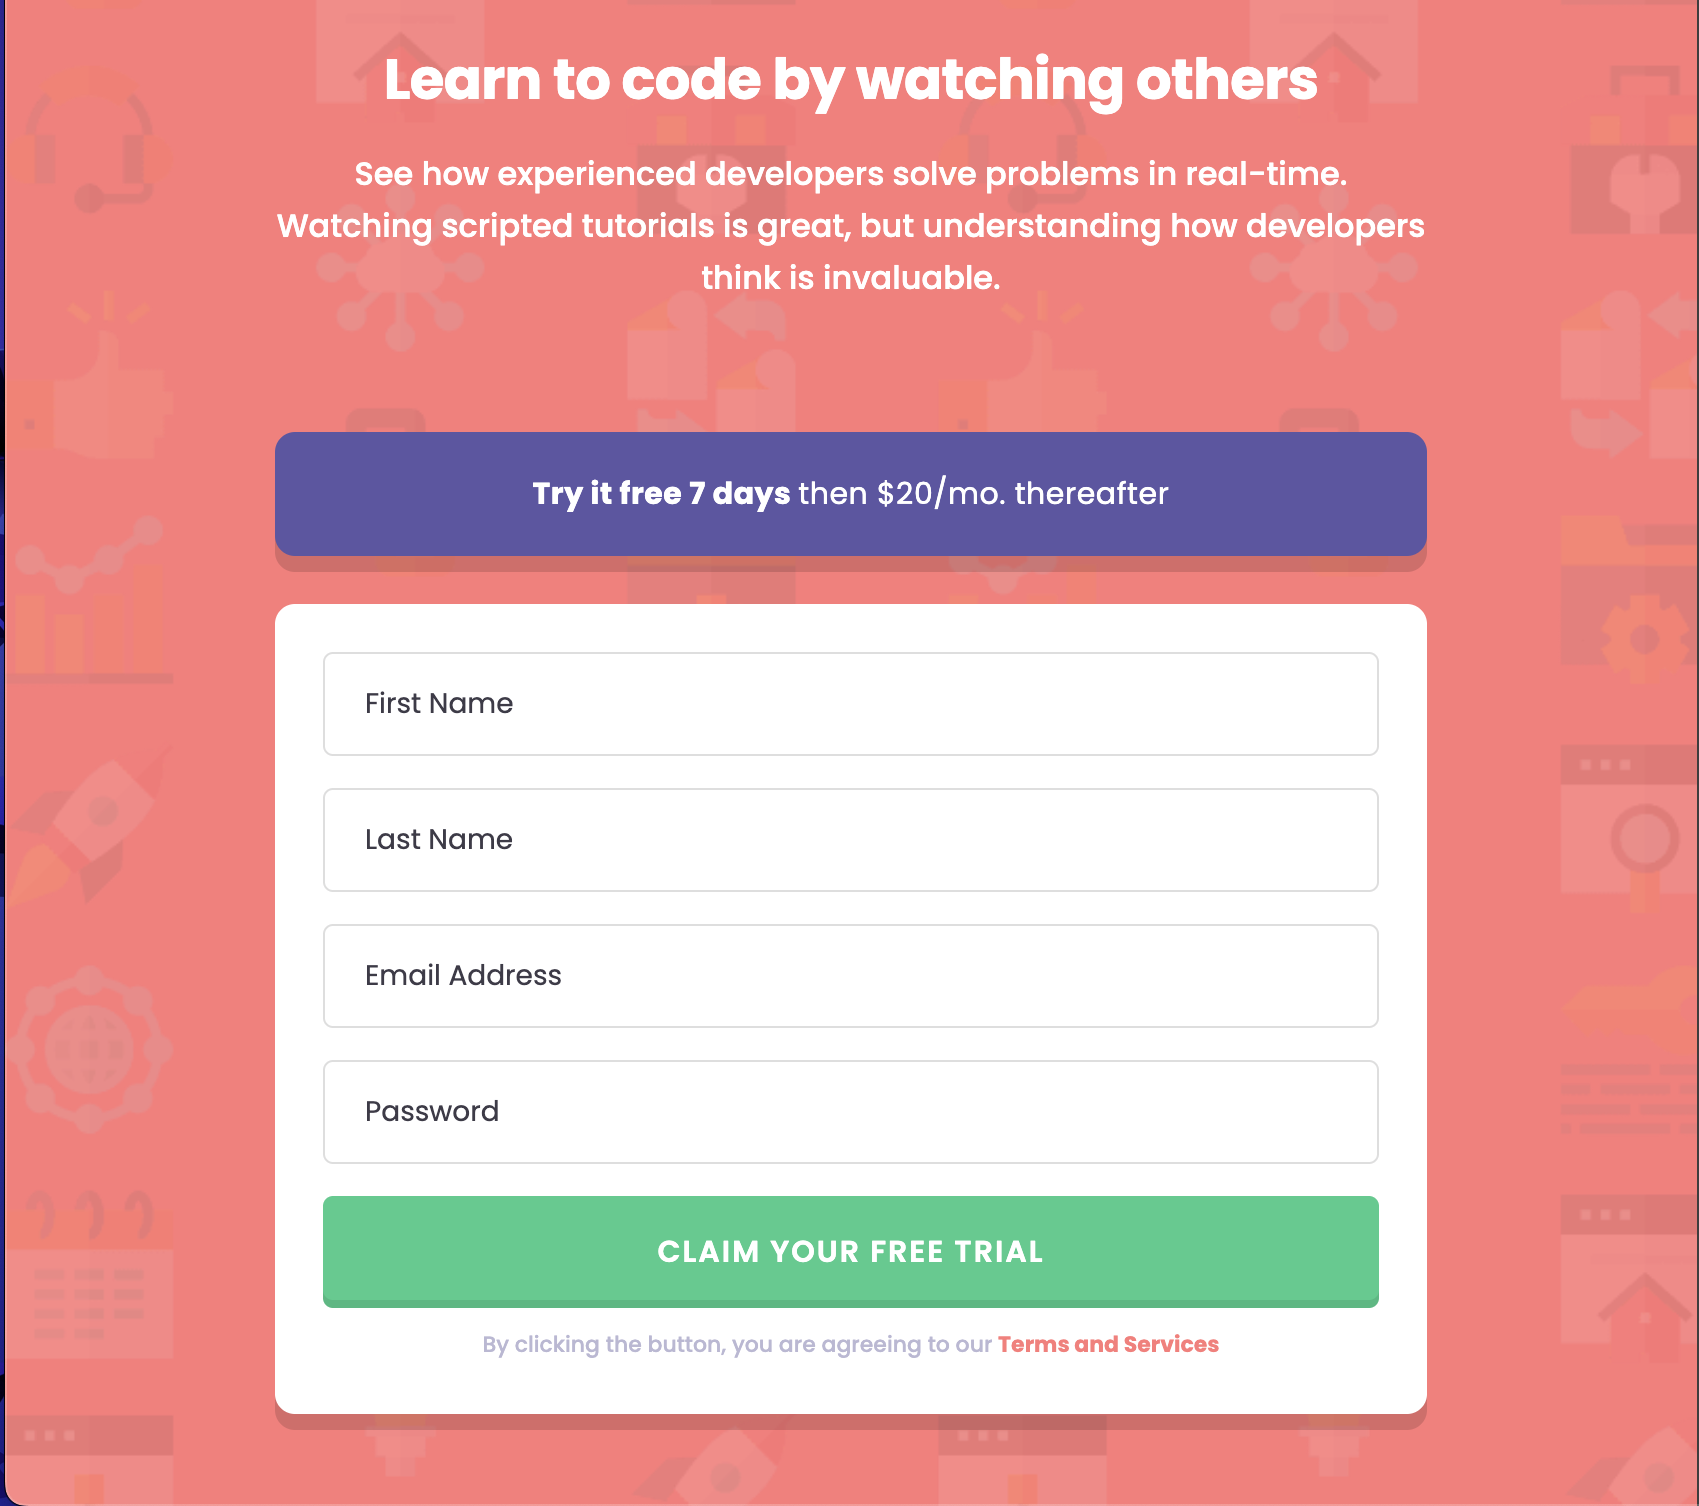 Learn to code by watching others
See how experienced developers solve problems in real-time.
Watching scripted tutorials is great, but understanding how developers
think is invaluable.
Try it free 7 days then $20/mo. thereafter
First Name
Last Name
Email Address
Password
CLAIM YOUR FREE TRIAL
By clicking the button, you are agreeing to our Terms and Services